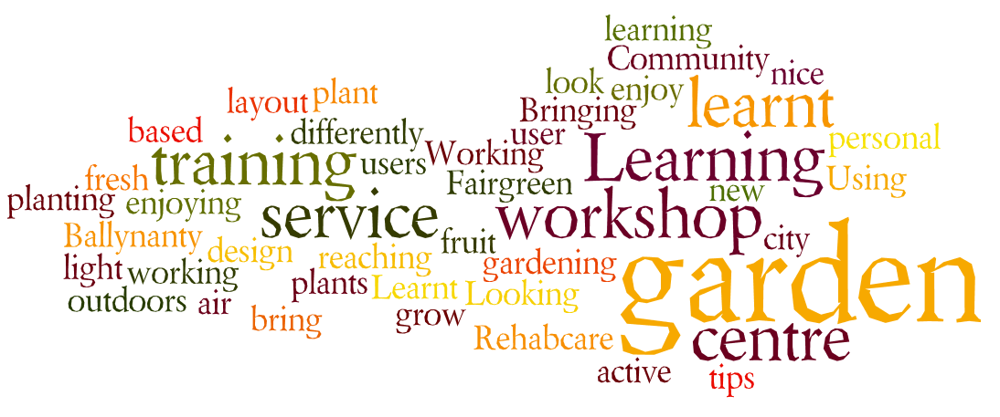 learning
Community
nice
look
enjoy
learnt
layout
plant
Bringing
based
differently
user
Working
Learning
personal
training
users
fresh
Fairgreen
new
Using
planting
enjoying
service
workshop
Ballynanty
design
reaching
fruit
city
light
working
plants
gardening
garden
outdoors
air
Learnt
Looking
bring
grow
Rehabcare
centre
active
tips